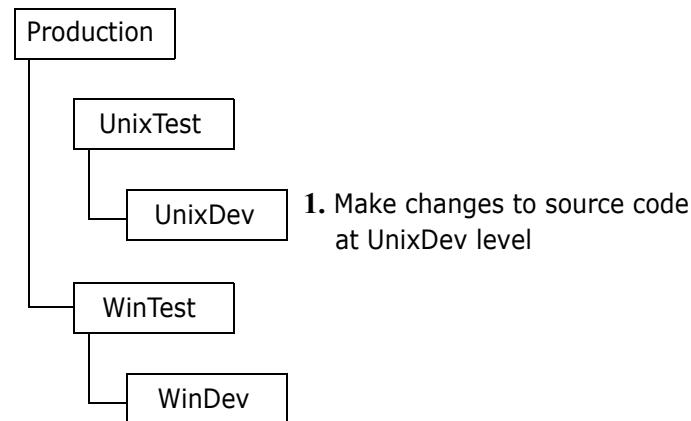 Production
UnixTest
UnixDev
1. Make changes to source code
at UnixDev level
WinTest
WinDev